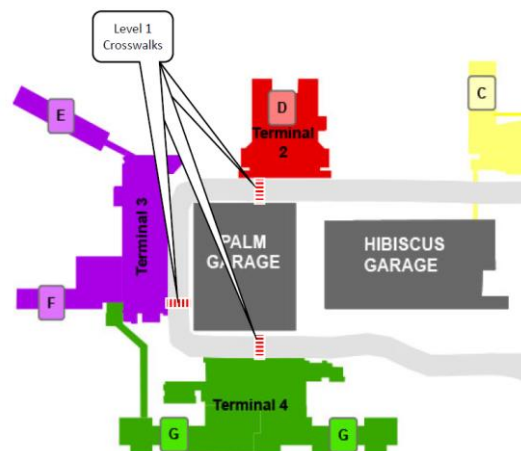 Level 1
Crosswalks
E
D
C
Terminal
2
Terminal 3
PALM
GARAGE
HIBISCUS
GARAGE
F
Terminal 4
G
G